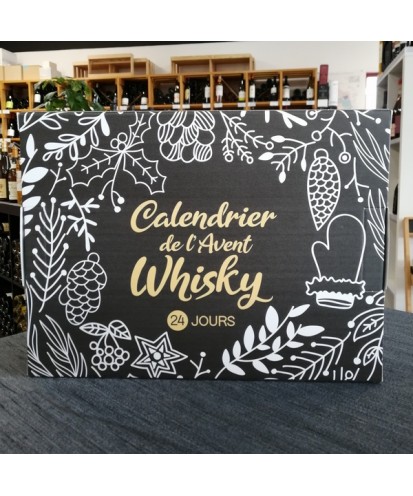 Calendrier
de l'Avent
Whisky
24 JOURS